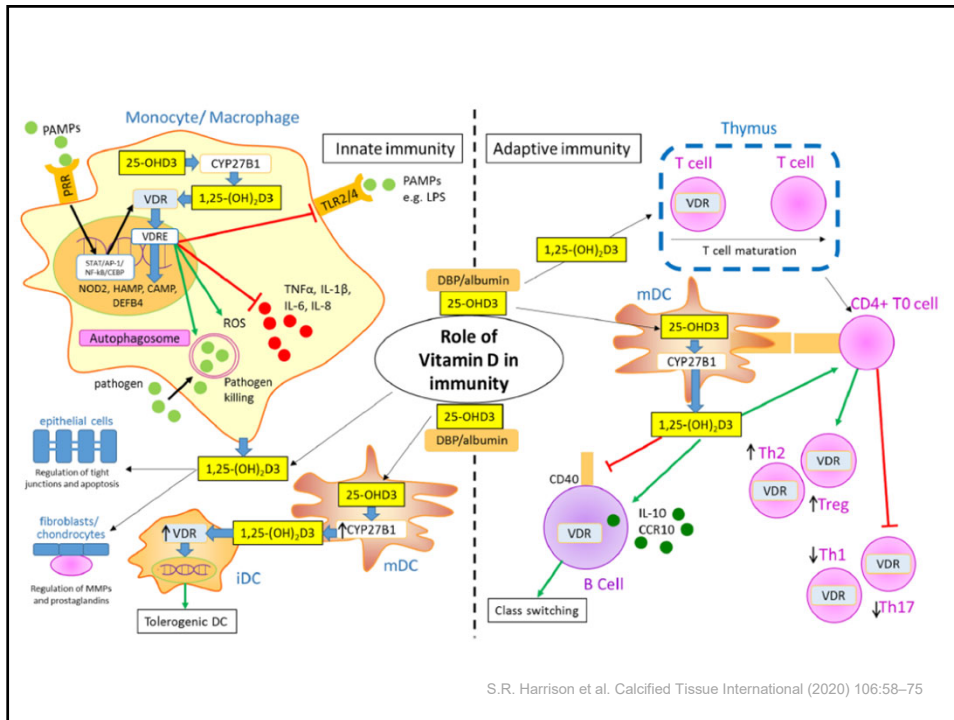 PAMPs
Monocyte/ Macrophage
PRR
25-OHD3
CYP27B1
VDR
1,25-(OH)₂D3
VDRE
STAT/AP-1/
NF-kB/CEBP
NOD2, HAMP, CAMP,
DEFB4
Autophagosome
ROS
TNFα, IL-1β,
IL-6, IL-8
pathogen
Pathogen
killing
Innate immunity
TLR2/4
PAMPs
e.g. LPS
epithelial cells
Regulation of tight
junctions and apoptosis
fibroblasts/
chondrocytes
Regulation of MMPs
and prostaglandins
1,25-(OH)₂D3
VDR
iDC
Tolerogenic DC
1,25-(OH)₂D3
25-OHD3
CYP27B1
mDC
DBP/albumin
25-OHD3
Role of
Vitamin D in
immunity
25-OHD3
DBP/albumin
Adaptive immunity
Thymus
T cell
T cell
VDR
T cell maturation
1,25-(OH)₂D3
mDC
25-OHD3
CYP27B1
1,25-(OH)₂D3
CD4+ T0 cell
CD40
VDR
IL-10
CCR10
B Cell
Class switching
Th2
VDR
VDR
Treg
Th1
VDR
VDR
Th17
S.R. Harrison et al. Calcified Tissue International (2020) 106:58–75